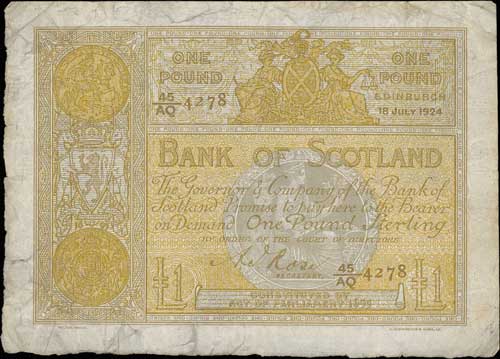 ONE POUND
ONE POUND
45/AQ 4278
EDINBURGH
18 JULY 1924
BANK OF SCOTLAND
The Governor & Company of the Bank of
Scotland Promise to pay here to the Bearer
on Demand One Pound Sterling
BY ORDER OF THE COURT OF DIRECTORS
Rose
SECRETARY
45/AQ 4278
£1
£1
CONSTITUTED BY
ACT OF PARLIAMENT 1695